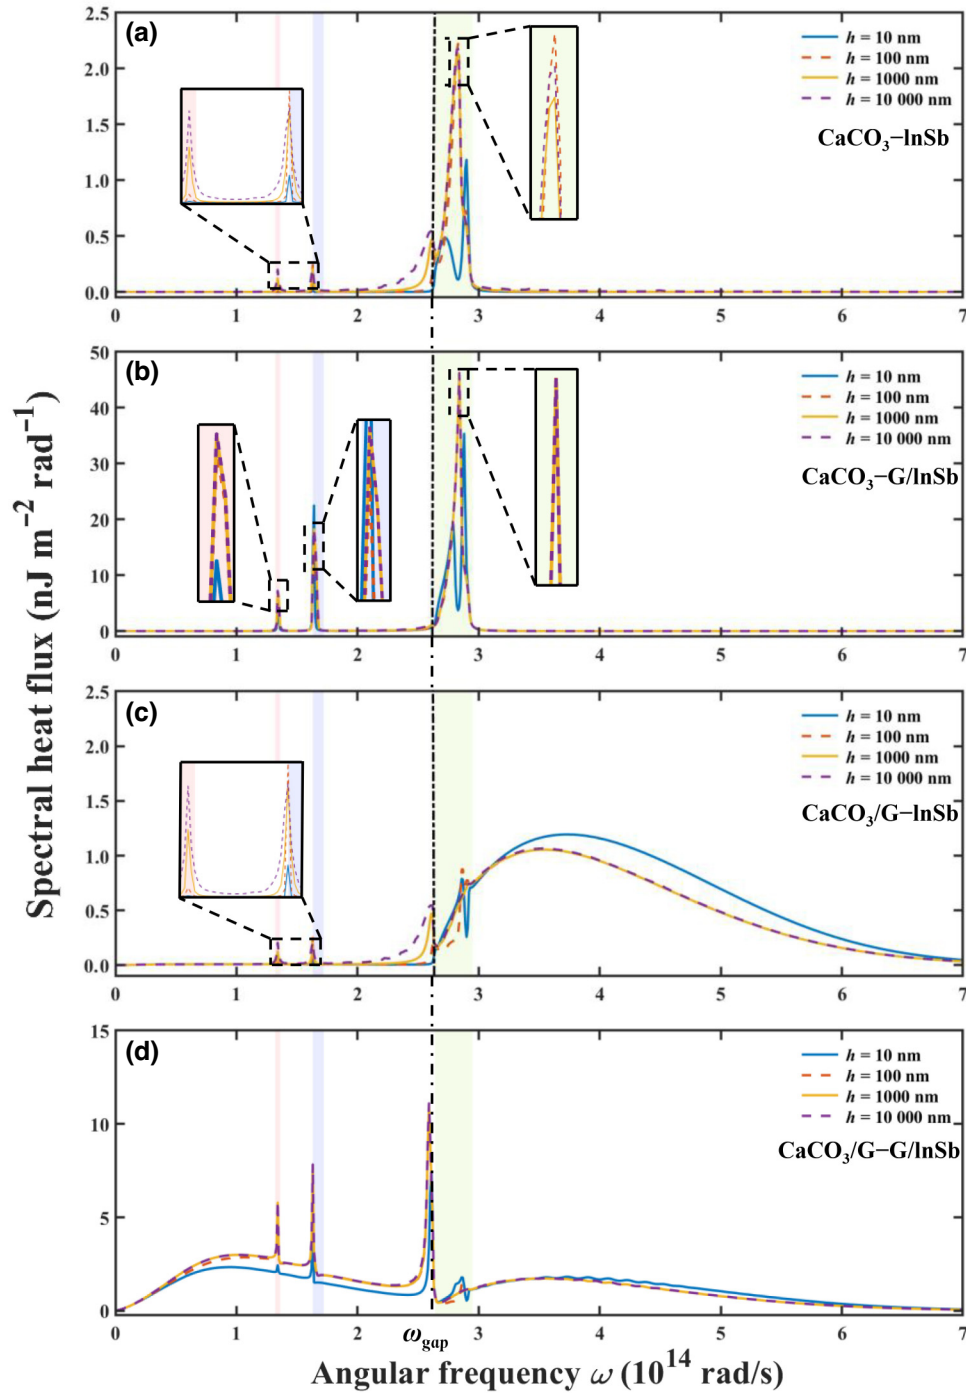 Spectral heat flux (nJ m⁻² rad⁻¹)
(a)
2.5
2.0
1.5
1.0
0.5
0.0
h = 10 nm
h = 100 nm
h = 1000 nm
h = 10 000 nm
CaCO₃−lnSb
0 1 2 3 4 5 6 7
(b)
50
40
30
20
10
0
h = 10 nm
h = 100 nm
h = 1000 nm
h = 10 000 nm
CaCO₃−G/lnSb
0 1 2 3 4 5 6 7
(c)
2.5
2.0
1.5
1.0
0.5
0.0
h = 10 nm
h = 100 nm
h = 1000 nm
h = 10 000 nm
CaCO₃/G−lnSb
0 1 2 3 4 5 6 7
(d)
15
10
5
0
h = 10 nm
h = 100 nm
h = 1000 nm
h = 10 000 nm
CaCO₃/G−G/lnSb
0 1 2 3 4 5 6 7
ω_gap
Angular frequency ω (10¹⁴ rad/s)